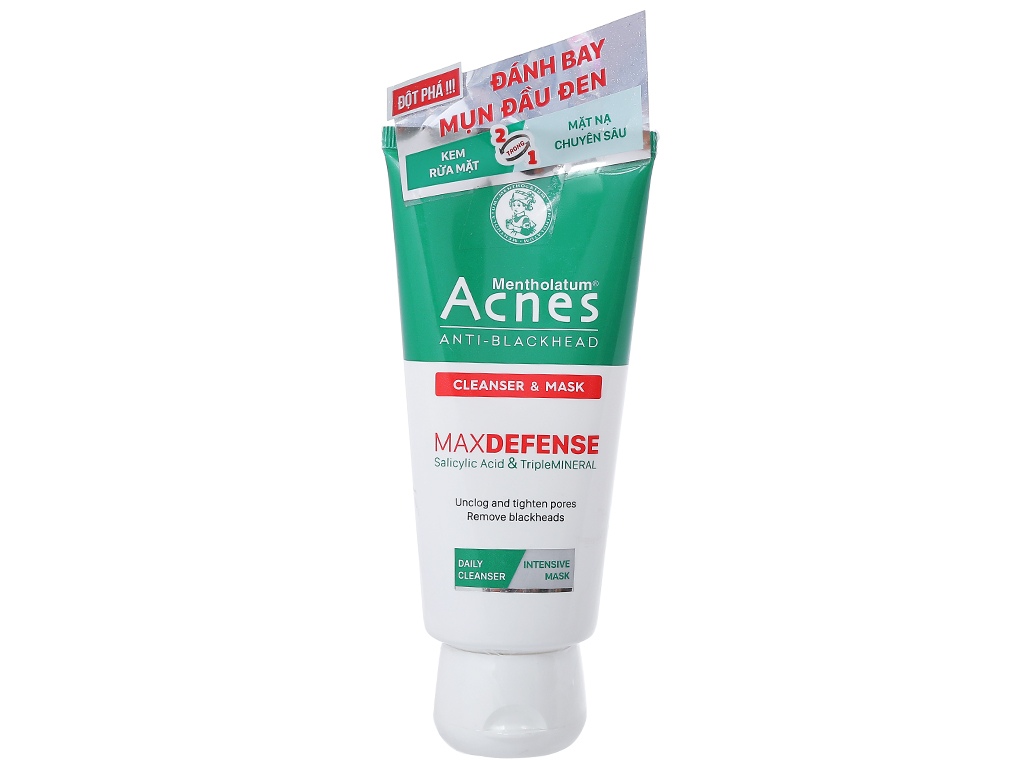 ĐỘT PHÁ !!!
ĐÁNH BAY
MỤN ĐẦU ĐEN
KEM
RỬA MẶT
2
TRONG
1
MẶT NẠ
CHUYÊN SÂU
Mentholatum®
Acnes
ANTI-BLACKHEAD
CLEANSER & MASK
MAXDEFENSE
Salicylic Acid & TripleMINERAL
Unclog and tighten pores
Remove blackheads
DAILY
CLEANSER
INTENSIVE
MASK